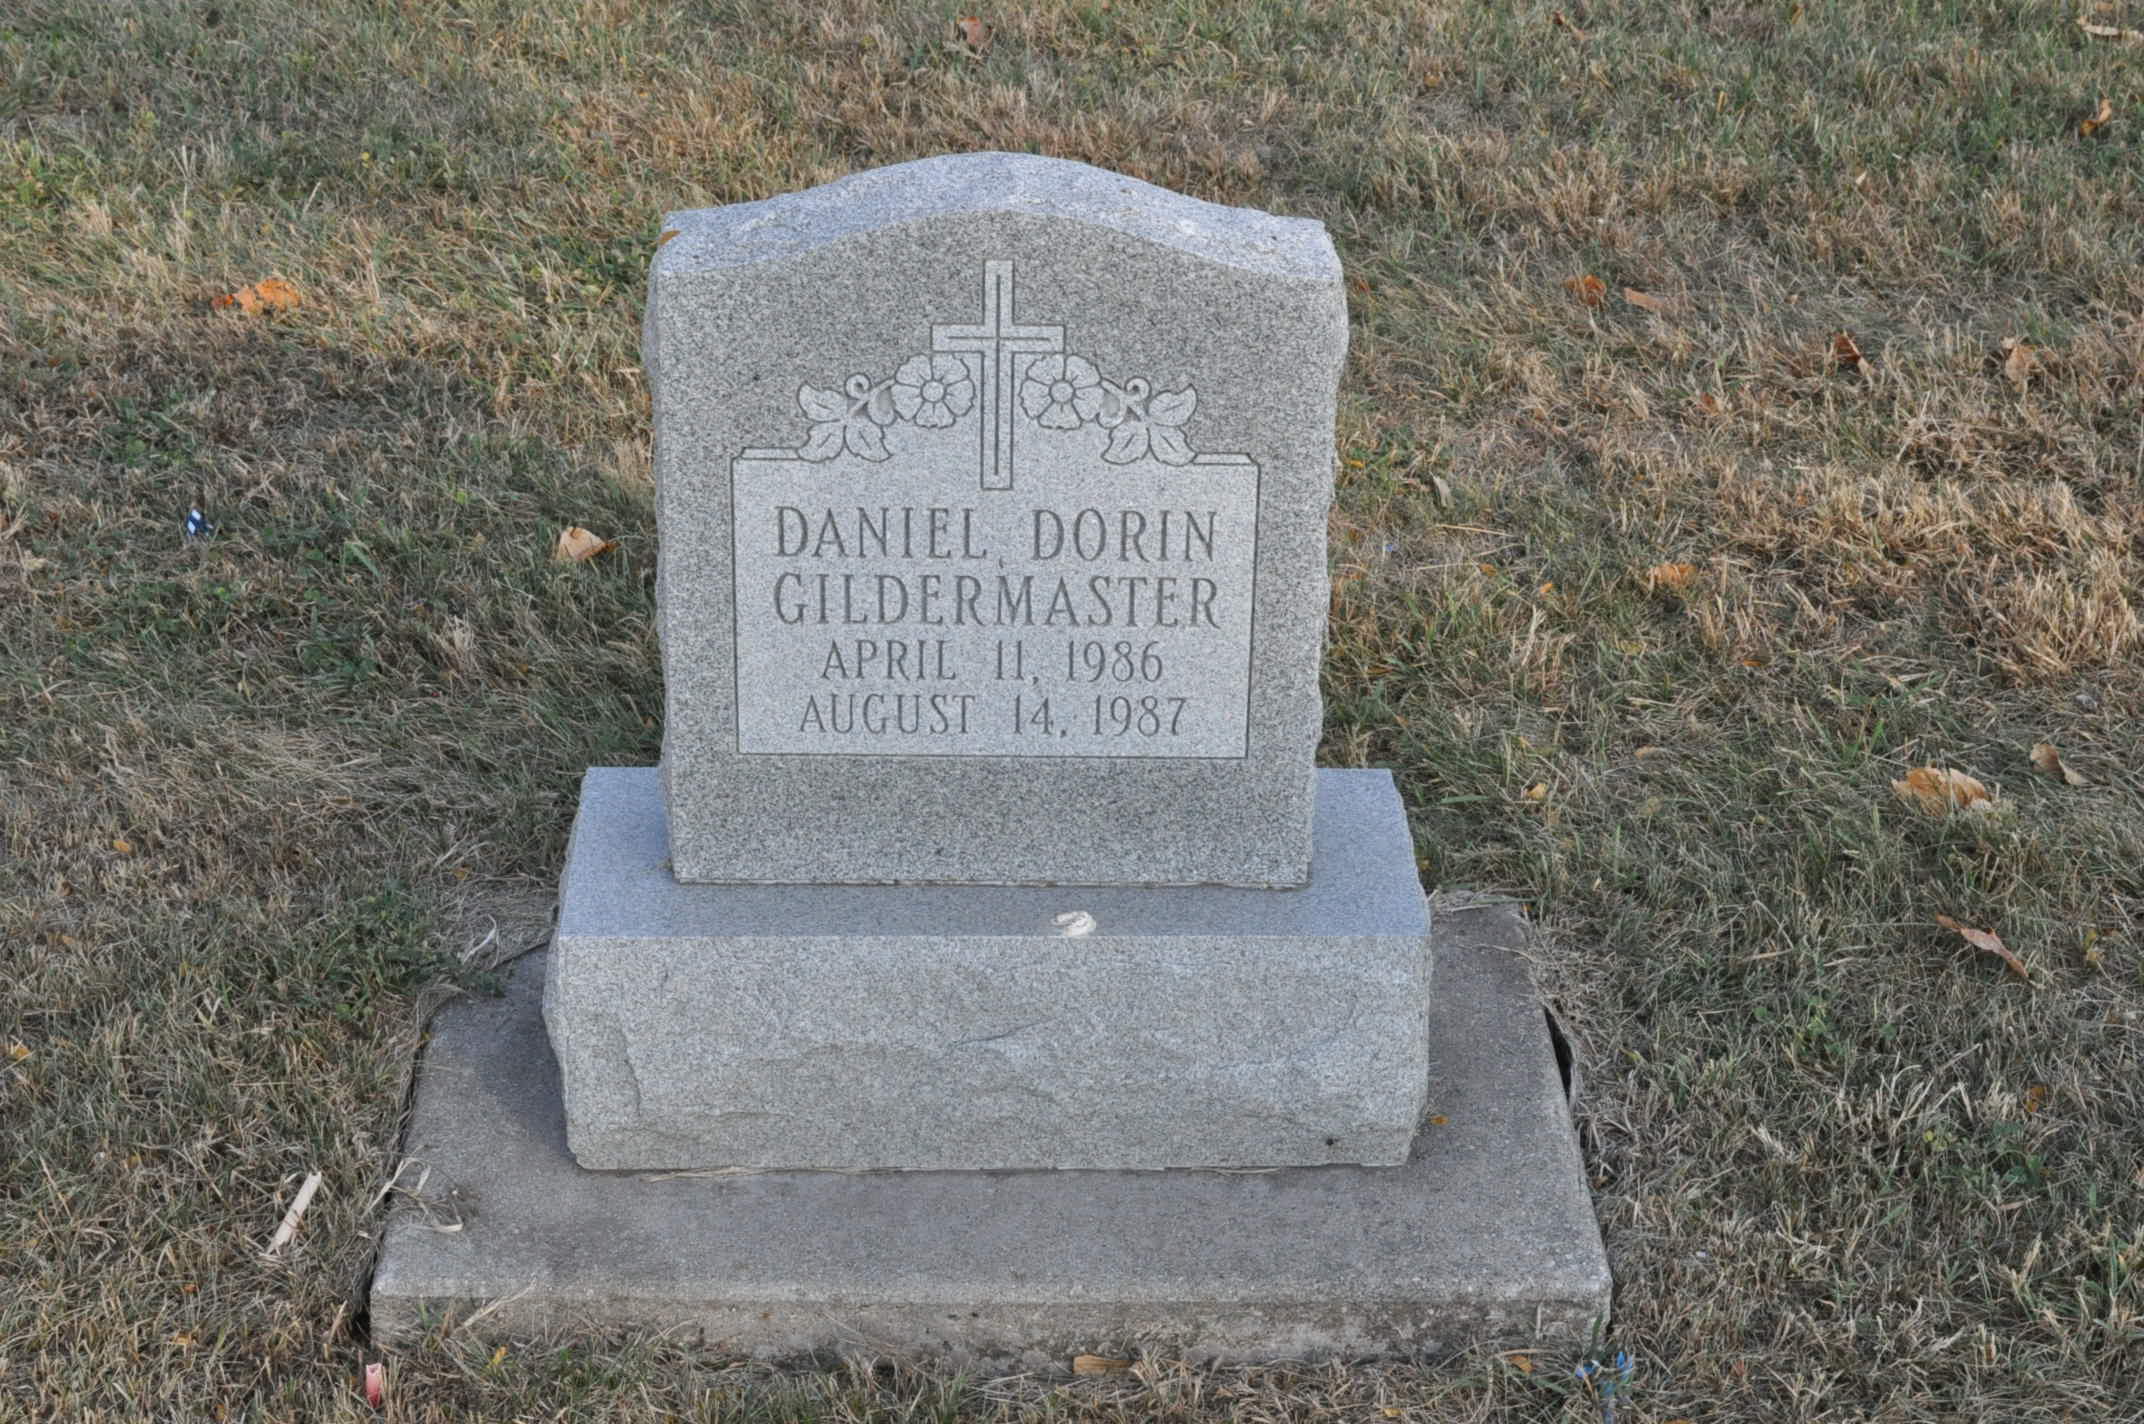 DANIEL DORIN
GILDERMASTER
APRIL 11, 1986
AUGUST 14, 1987